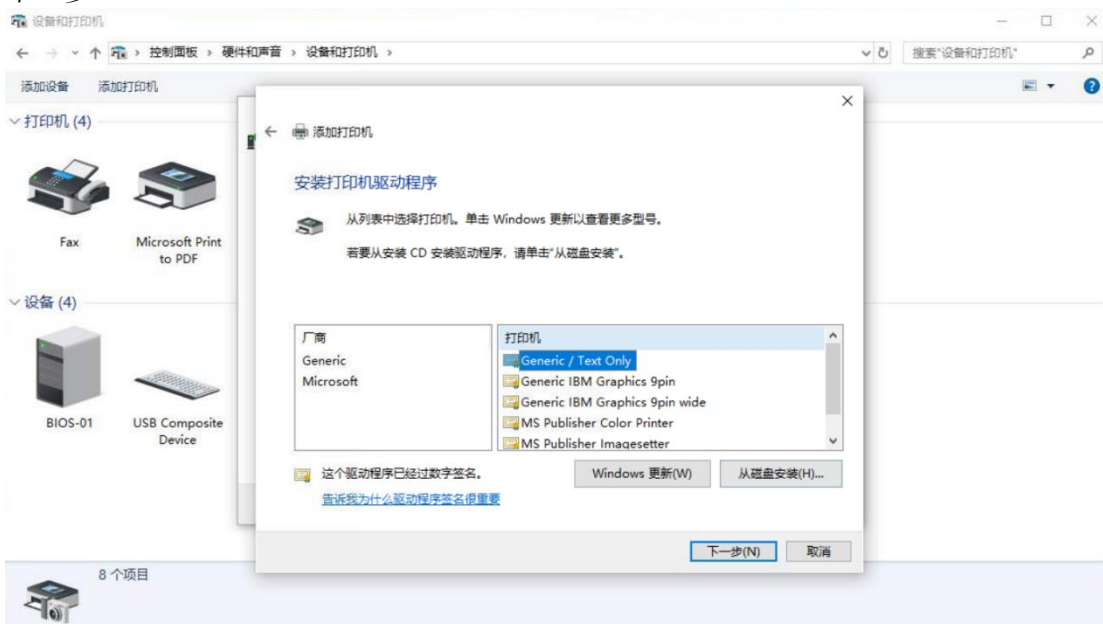 设备和打印机
控制面板 › 硬件和声音 › 设备和打印机 ›
搜索"设备和打印机"
添加设备 添加打印机
打印机 (4)
Fax
Microsoft Print
to PDF
设备 (4)
BIOS-01
USB Composite
Device
8 个项目
添加打印机
安装打印机驱动程序
从列表中选择打印机。单击 Windows 更新以查看更多型号。
若要从安装 CD 安装驱动程序，请单击"从磁盘安装"。
厂商
Generic
Microsoft
打印机
Generic / Text Only
Generic IBM Graphics 9pin
Generic IBM Graphics 9pin wide
MS Publisher Color Printer
MS Publisher Imagesetter
这个驱动程序已经过数字签名。
告诉我为什么驱动程序签名很重要
Windows 更新(W) 从磁盘安装(H)...
下一步(N) 取消